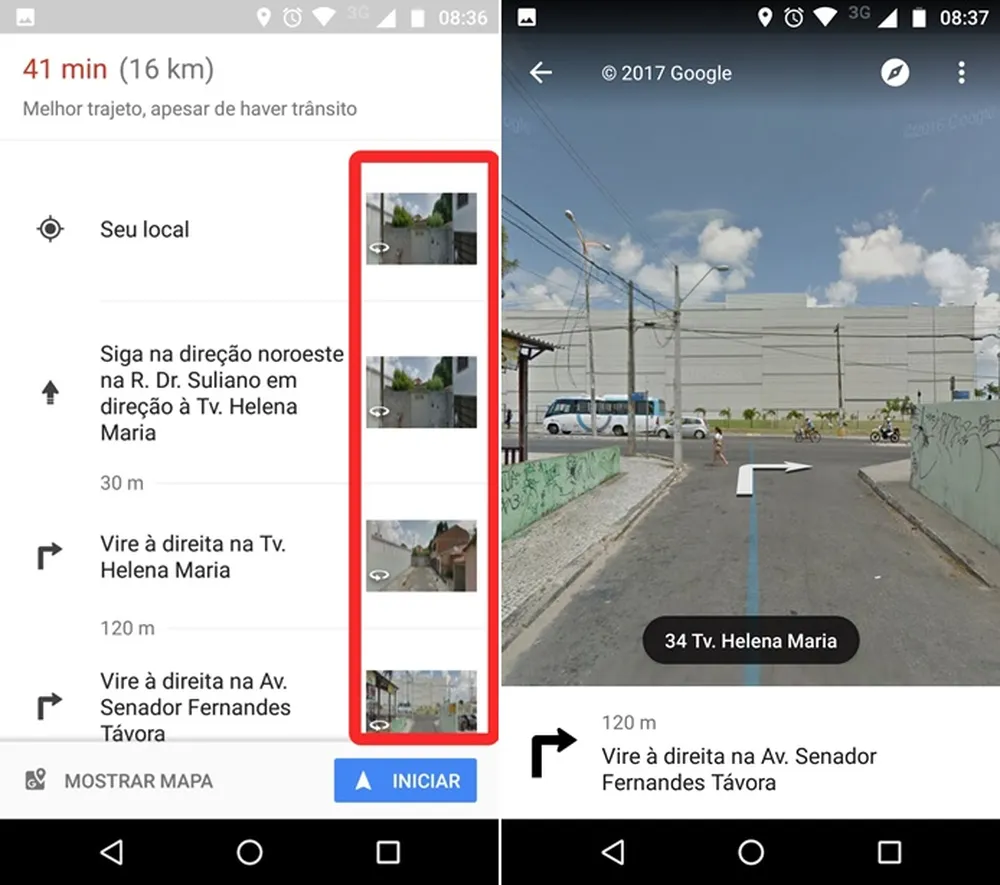 3G 08:36
41 min (16 km)
Melhor trajeto, apesar de haver trânsito
Seu local
Siga na direção noroeste
na R. Dr. Suliano em
direção à Tv. Helena
Maria
30 m
Vire à direita na Tv.
Helena Maria
120 m
Vire à direita na Av.
Senador Fernandes
Távora
MOSTRAR MAPA
INICIAR
3G 08:37
© 2017 Google
34 Tv. Helena Maria
120 m
Vire à direita na Av. Senador
Fernandes Távora